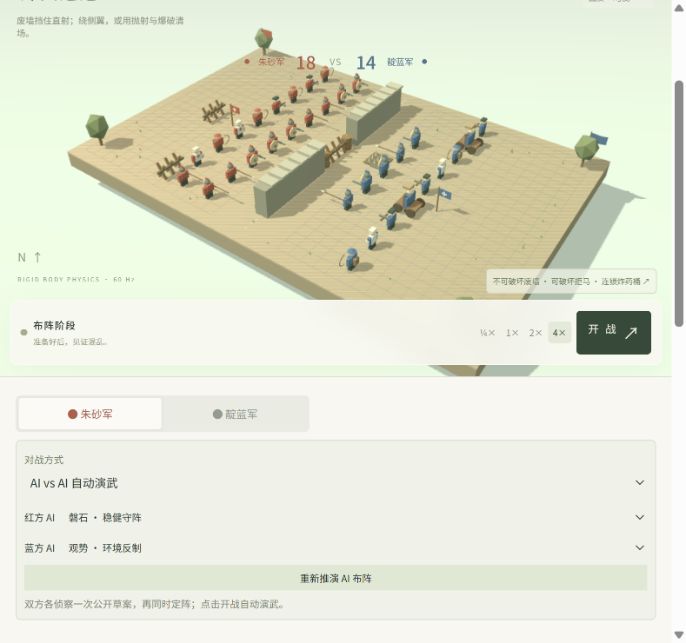 废墙挡住直射；绕侧翼，或用抛射与爆破清
场。
朱砂军 18 VS 14 靛蓝军
N ↑
RIGID BODY PHYSICS · 60 Hz
不可破坏废墙 · 可破坏拒马 · 连锁炸药桶 ↗
布阵阶段
准备好后，见证混乱。
¼× 1× 2× 4× 开 战 ↗
朱砂军 靛蓝军
对战方式
AI vs AI 自动演武
红方 AI 磐石 · 稳健守阵
蓝方 AI 观势 · 环境反制
重新推演 AI 布阵
双方各侦察一次公开草案，再同时定阵；点击开战自动演武。